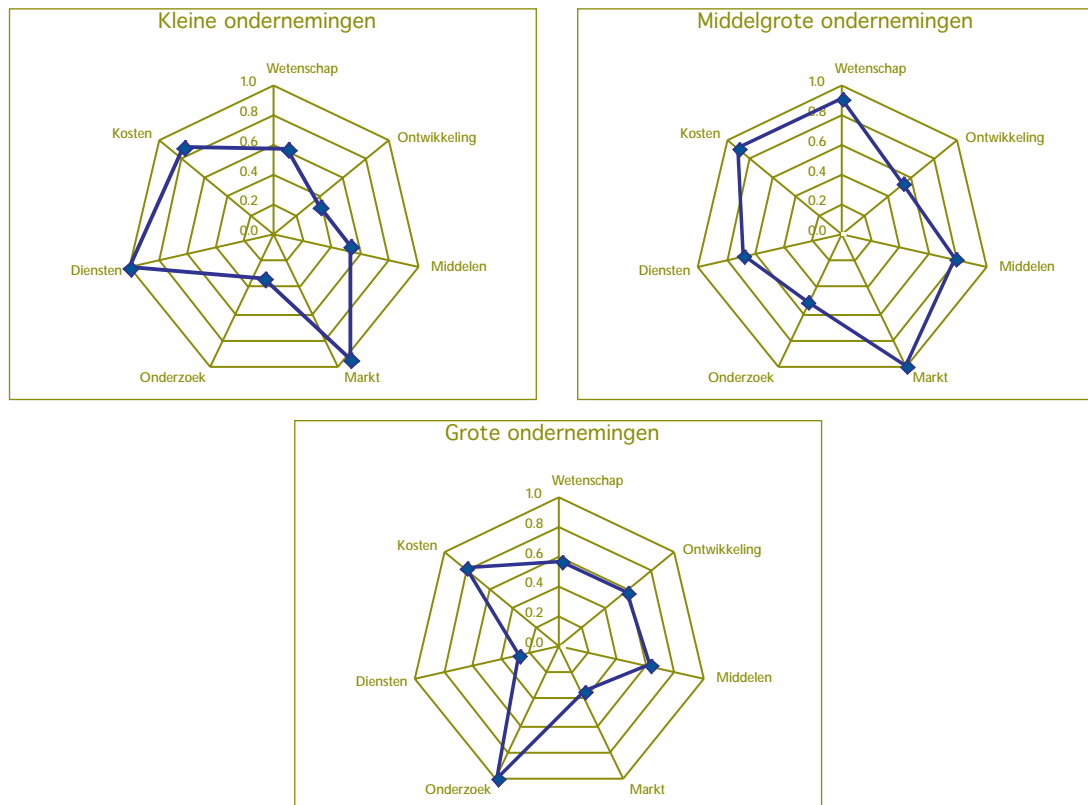 Kleine ondernemingen
Wetenschap
1.0
Kosten
0.8
Ontwikkeling
0.6
0.4
0.2
0.0
Diensten
Middelen
Onderzoek
Markt
Middelgrote ondernemingen
Wetenschap
1.0
Kosten
0.8
Ontwikkeling
0.6
0.4
0.2
0.0
Diensten
Middelen
Onderzoek
Markt
Grote ondernemingen
Wetenschap
1.0
0.8
Kosten
Ontwikkeling
0.6
0.4
0.2
0.0
Diensten
Middelen
Onderzoek
Markt